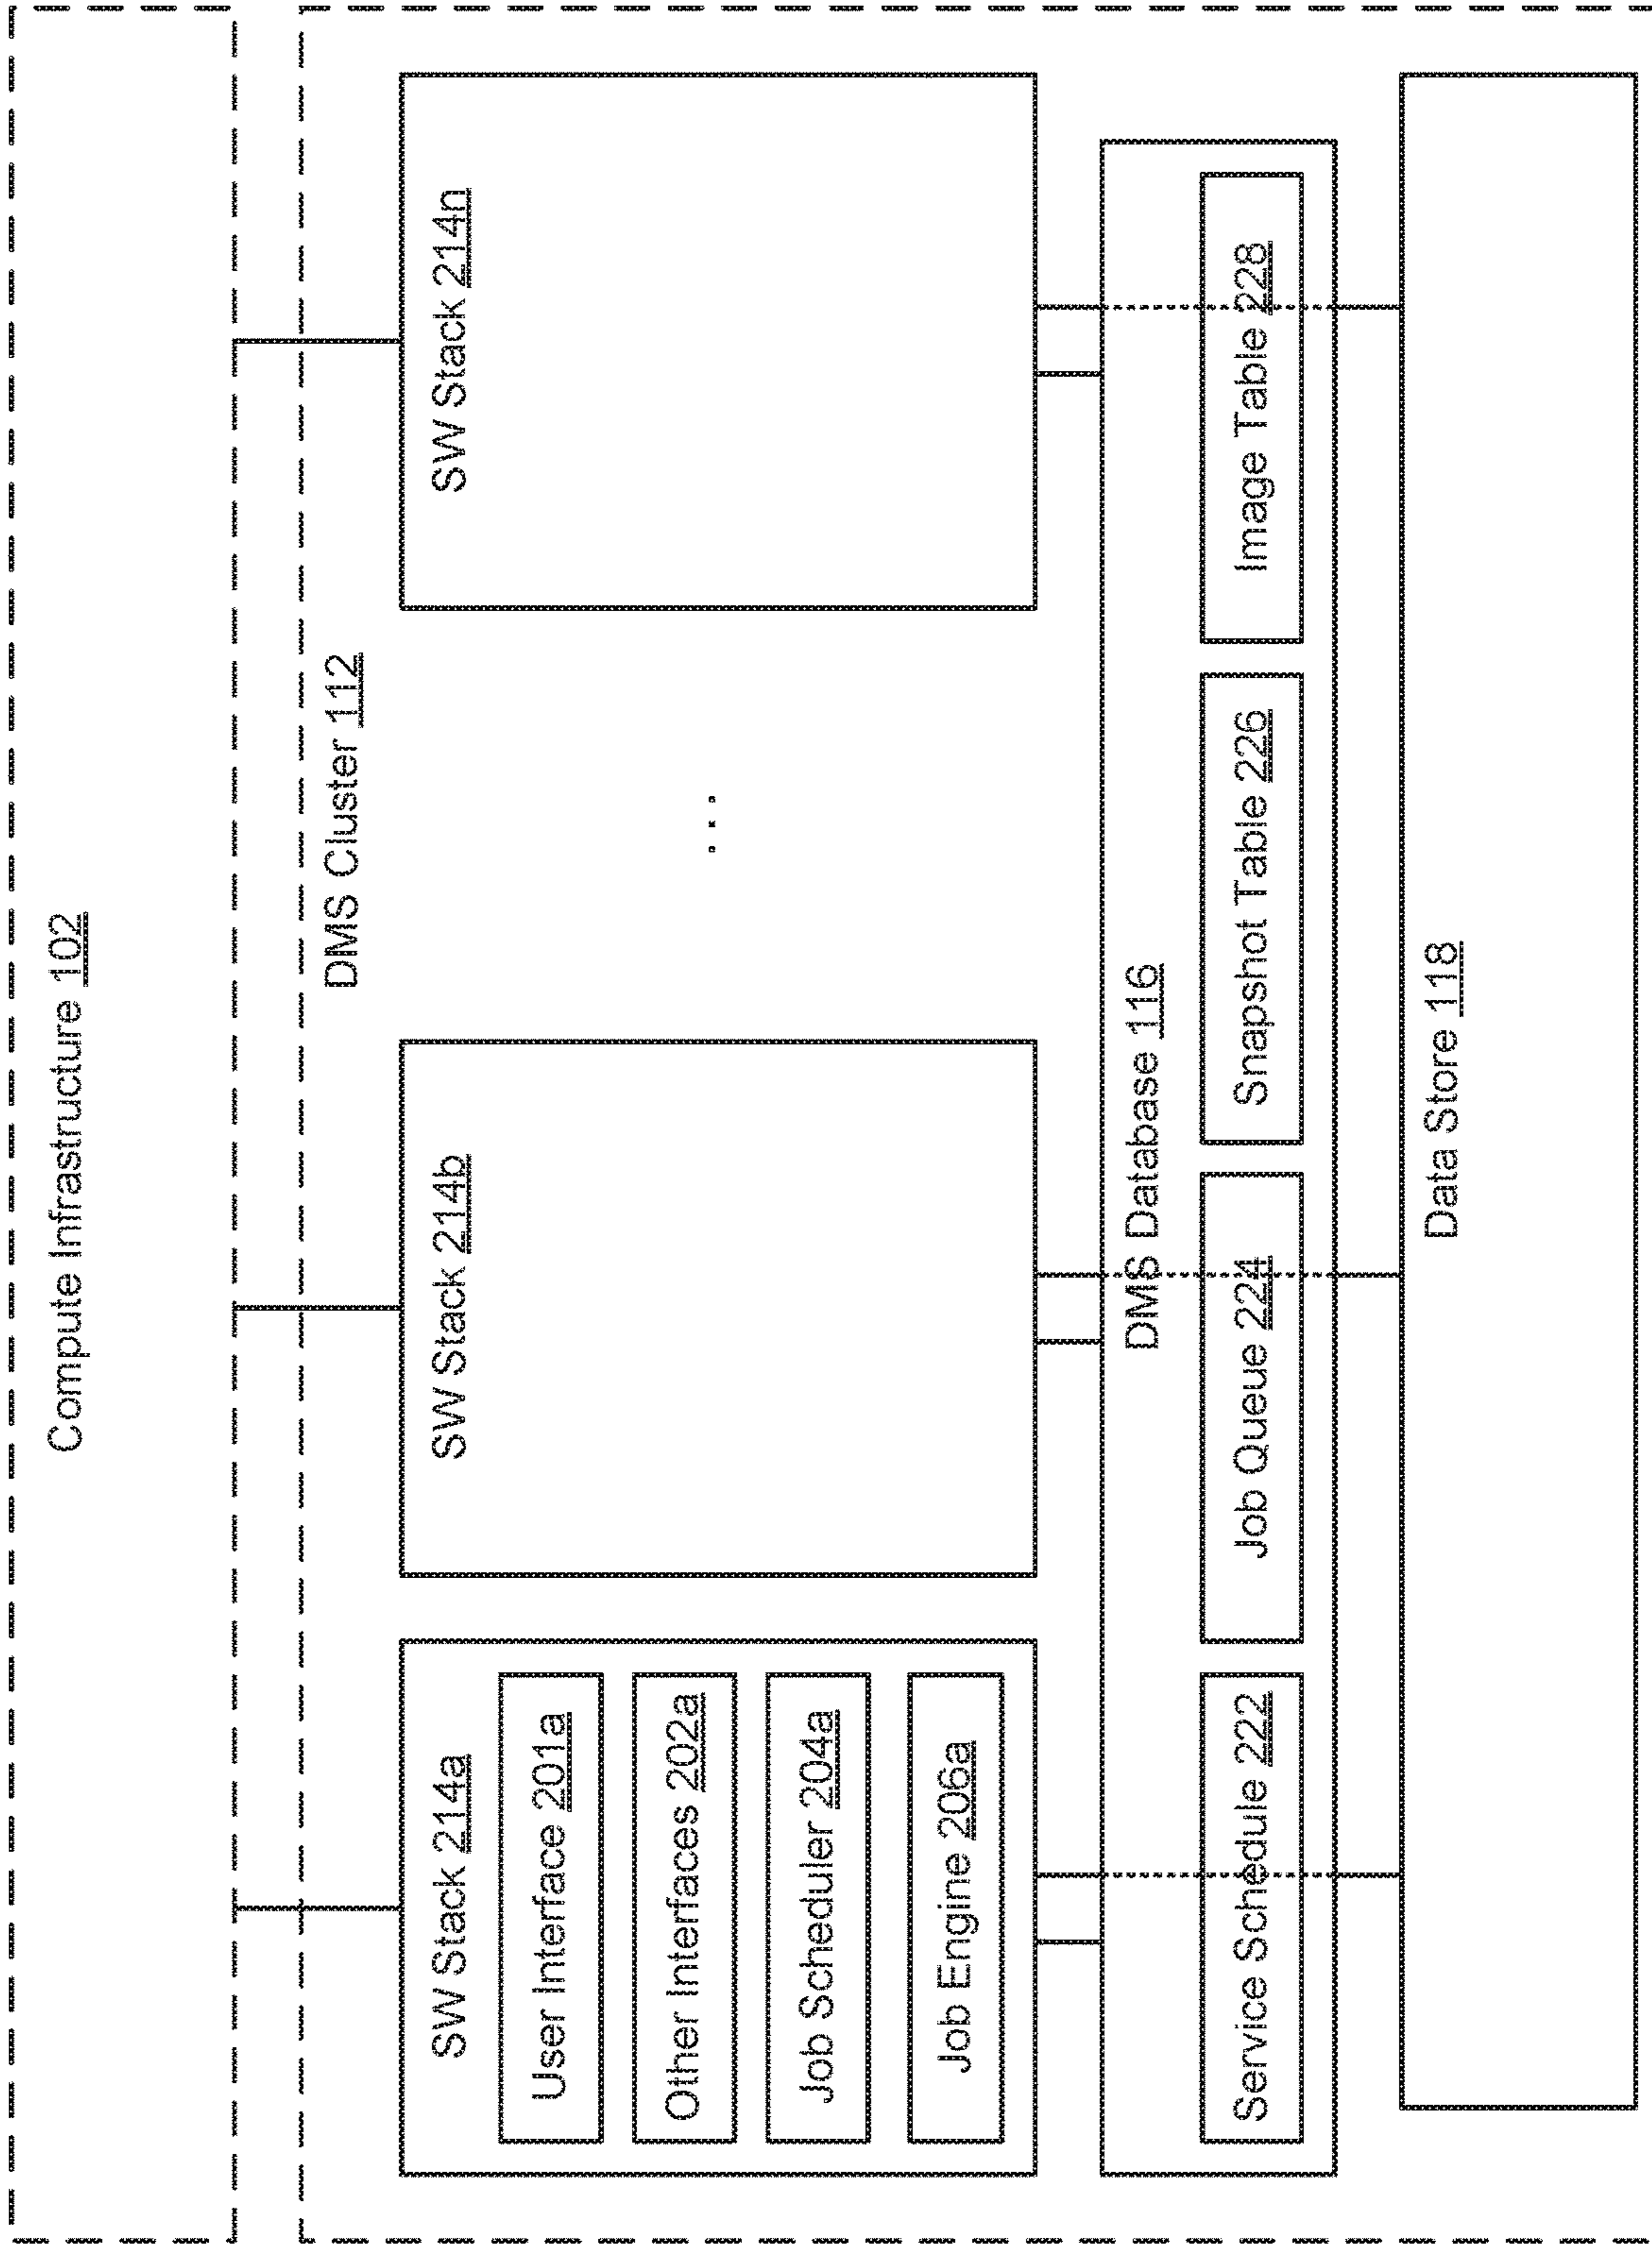 Compute Infrastructure 102
DMS Cluster 112
SW Stack 214a
User Interface 201a
Other Interfaces 202a
Job Scheduler 204a
Job Engine 206a
SW Stack 214b
. . .
SW Stack 214n
DMS Database 116
Service Schedule 222
Job Queue 224
Snapshot Table 226
Image Table 228
Data Store 118